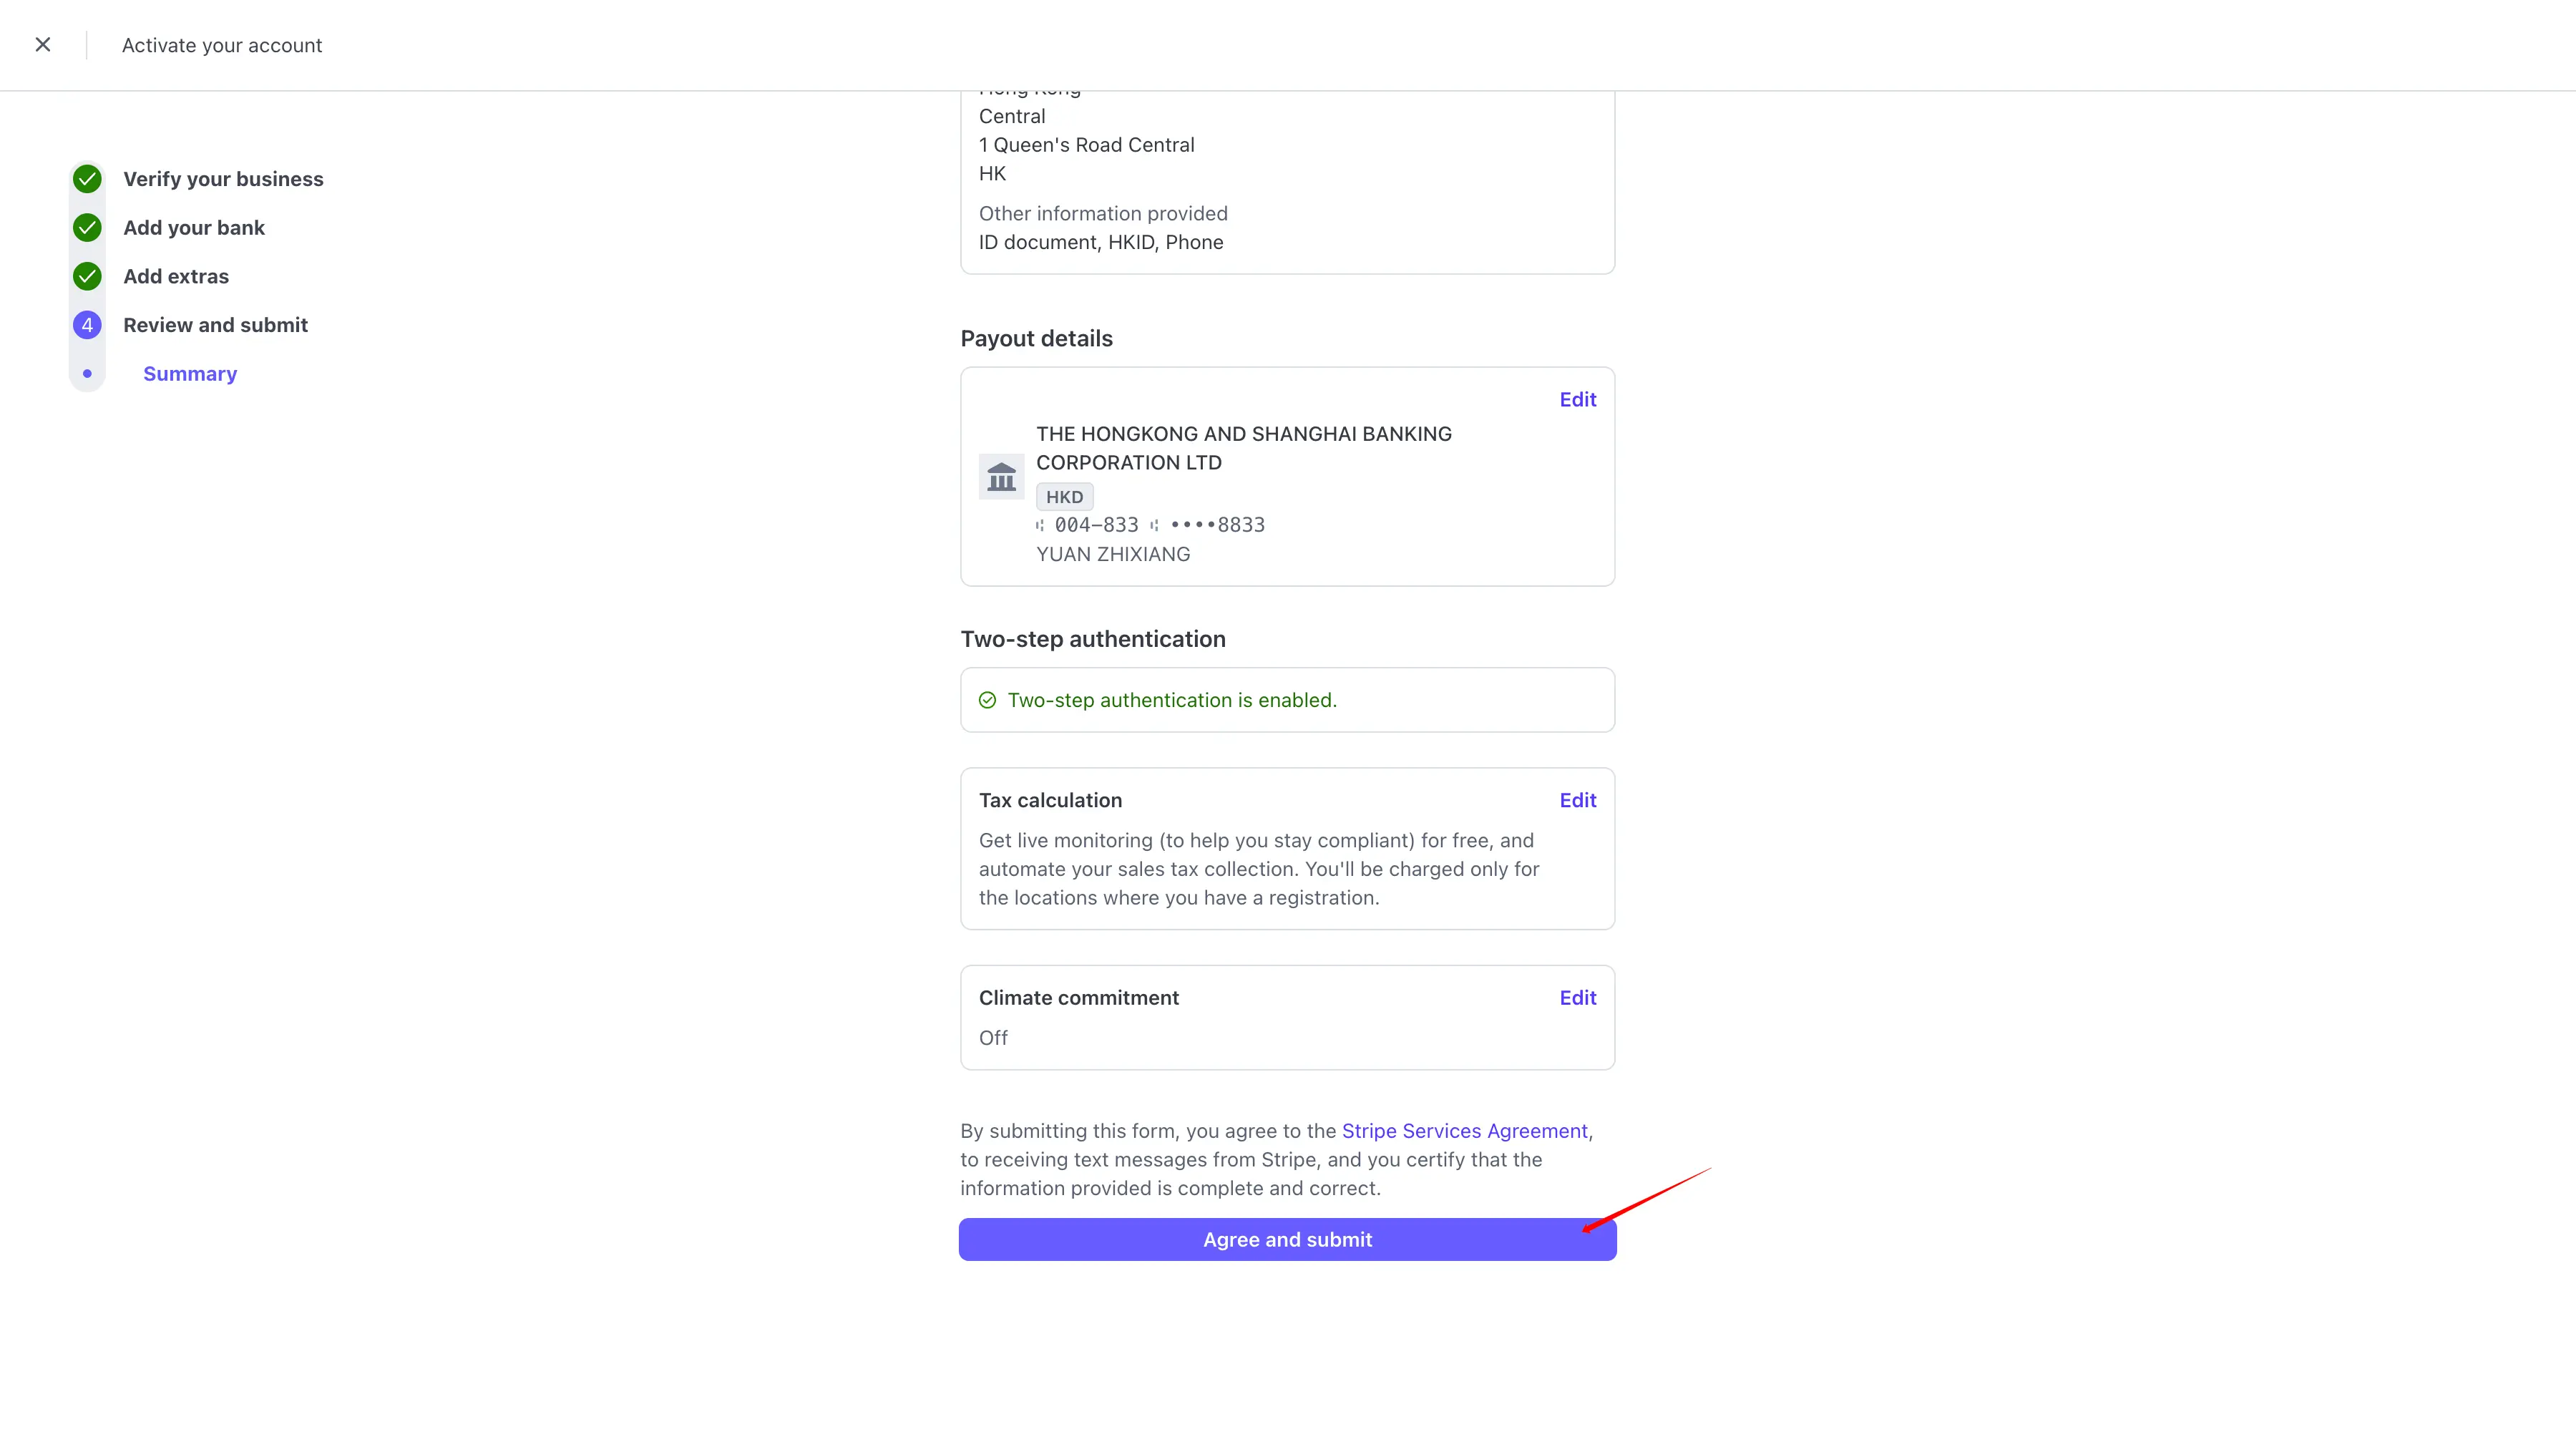 Activate your account
Verify your business
Add your bank
Add extras
4 Review and submit
Summary
Hong Kong
Central
1 Queen's Road Central
HK
Other information provided
ID document, HKID, Phone
Payout details
Edit
THE HONGKONG AND SHANGHAI BANKING
CORPORATION LTD
HKD
⑆ 004–833 ⑆ ••••8833
YUAN ZHIXIANG
Two-step authentication
Two-step authentication is enabled.
Tax calculation
Edit
Get live monitoring (to help you stay compliant) for free, and
automate your sales tax collection. You'll be charged only for
the locations where you have a registration.
Climate commitment
Edit
Off
By submitting this form, you agree to the Stripe Services Agreement,
to receiving text messages from Stripe, and you certify that the
information provided is complete and correct.
Agree and submit